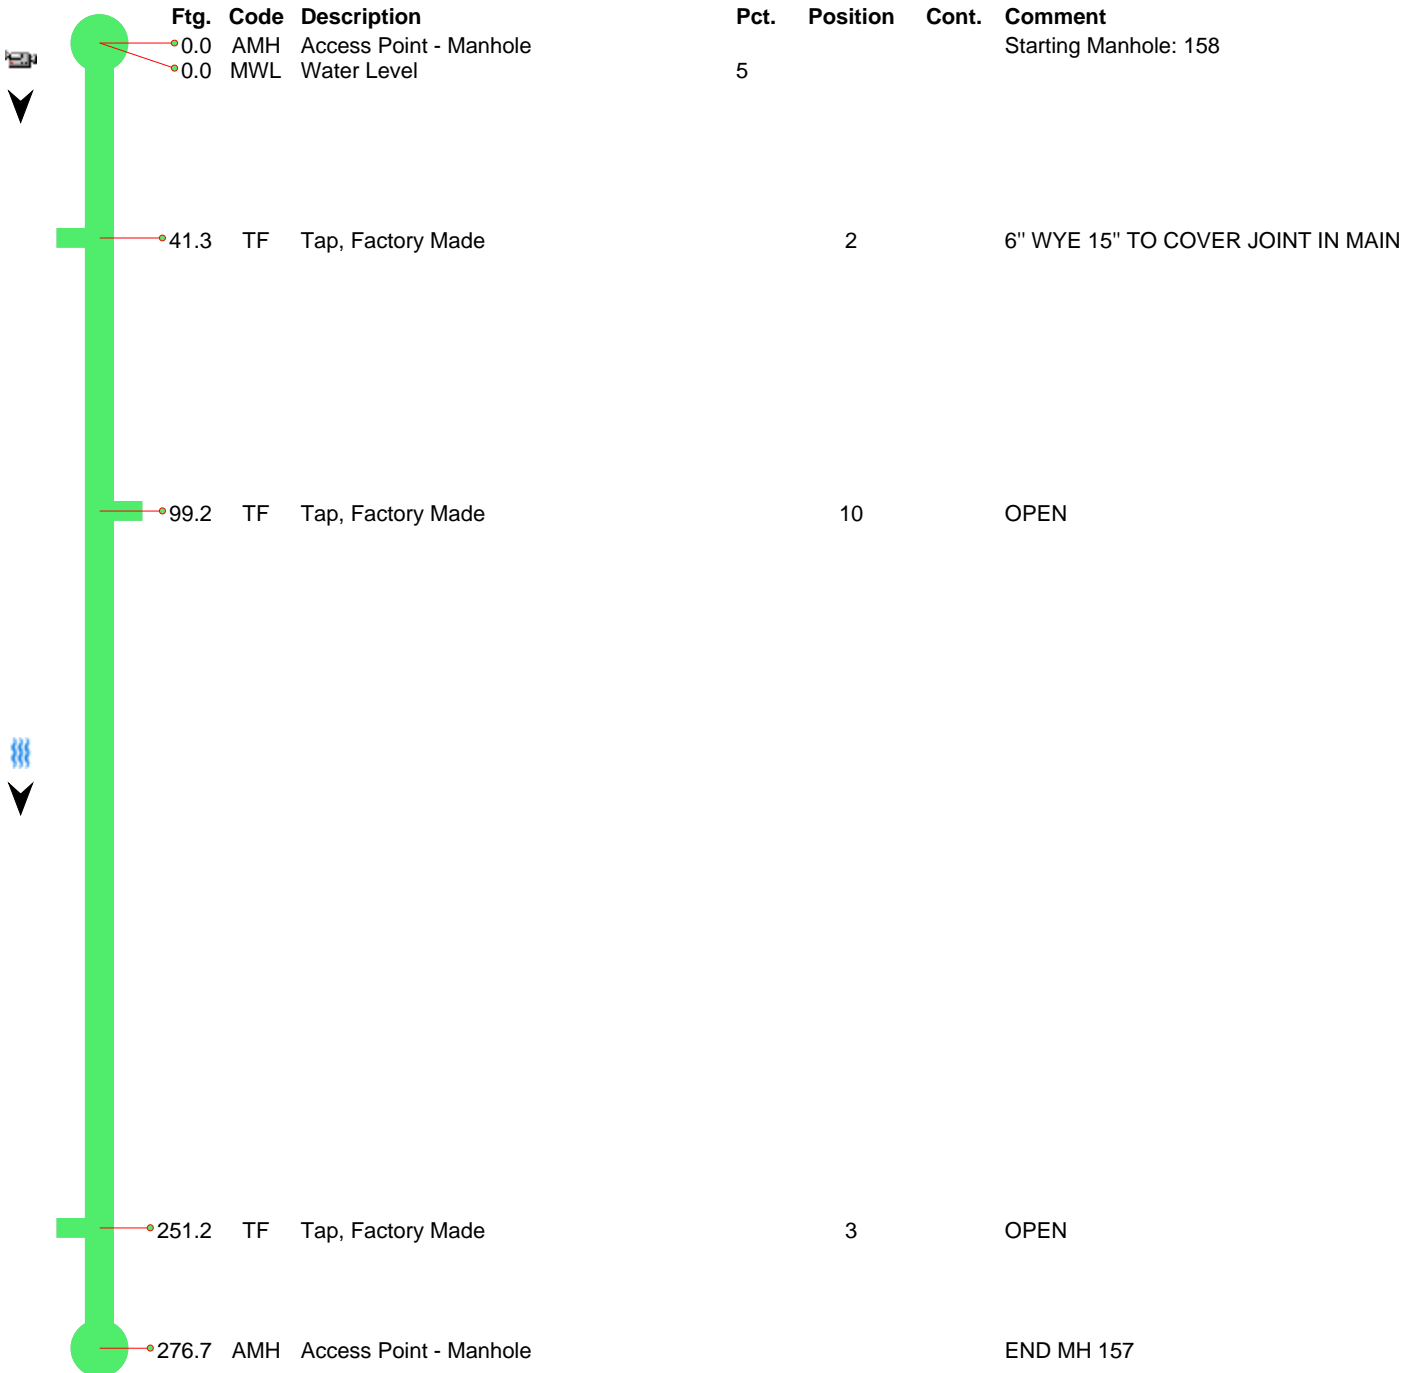 Ftg. Code Description Pct. Position Cont. Comment
0.0 AMH Access Point - Manhole Starting Manhole: 158
0.0 MWL Water Level 5
41.3 TF Tap, Factory Made 2 6" WYE 15" TO COVER JOINT IN MAIN
99.2 TF Tap, Factory Made 10 OPEN
251.2 TF Tap, Factory Made 3 OPEN
276.7 AMH Access Point - Manhole END MH 157